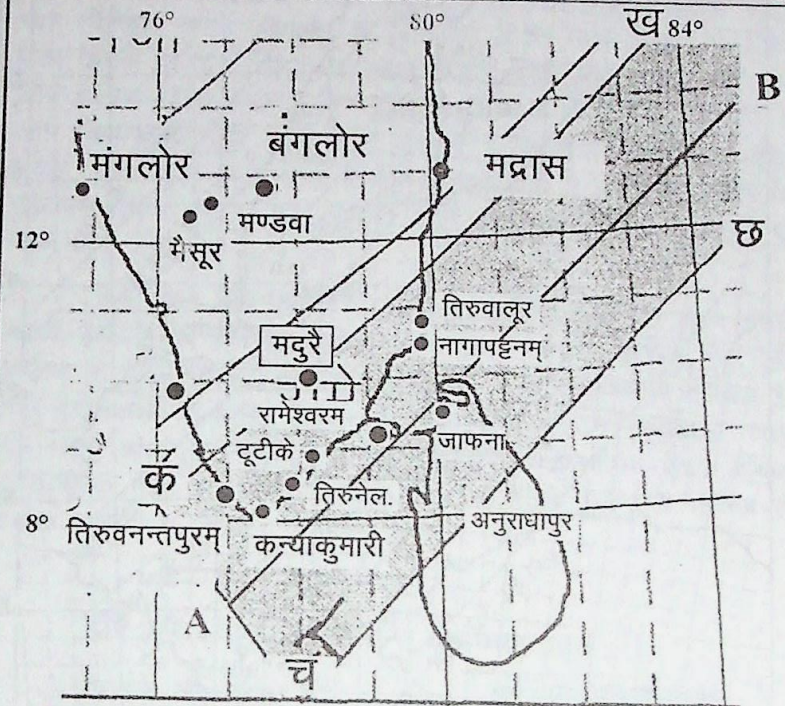 76° 80° ख 84°
B
मंगलोर बंगलोर मद्रास
मण्डवा
12° मैसूर छ
तिरुवालूर
मदुरै नागापट्टनम्
रामेश्वरम
टूटीके जाफना
क
तिरुनेल.
8° तिरुवनन्तपुरम् कन्याकुमारी अनुराधापुर
A
च